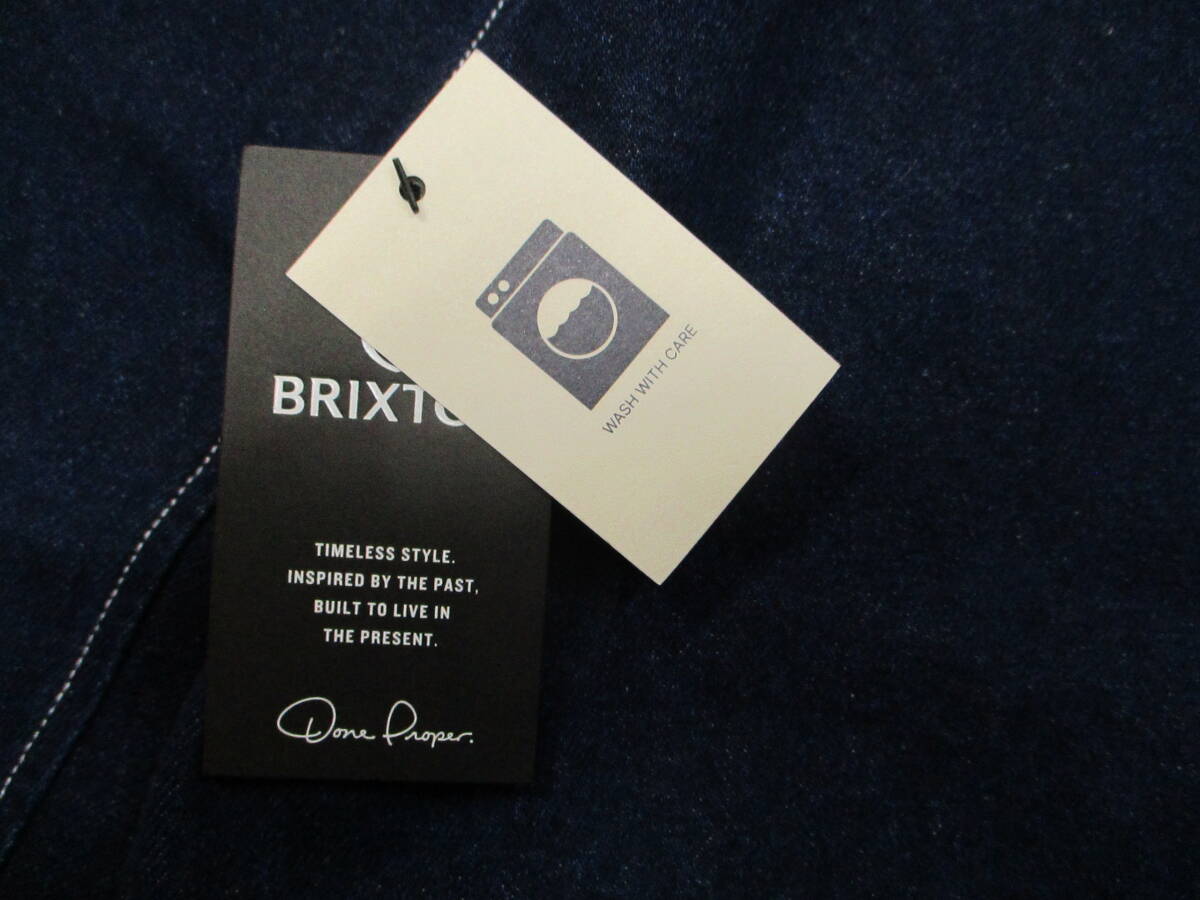 WASH WITH CARE
BRIXTO
TIMELESS STYLE.
INSPIRED BY THE PAST,
BUILT TO LIVE IN
THE PRESENT.
Done Proper.